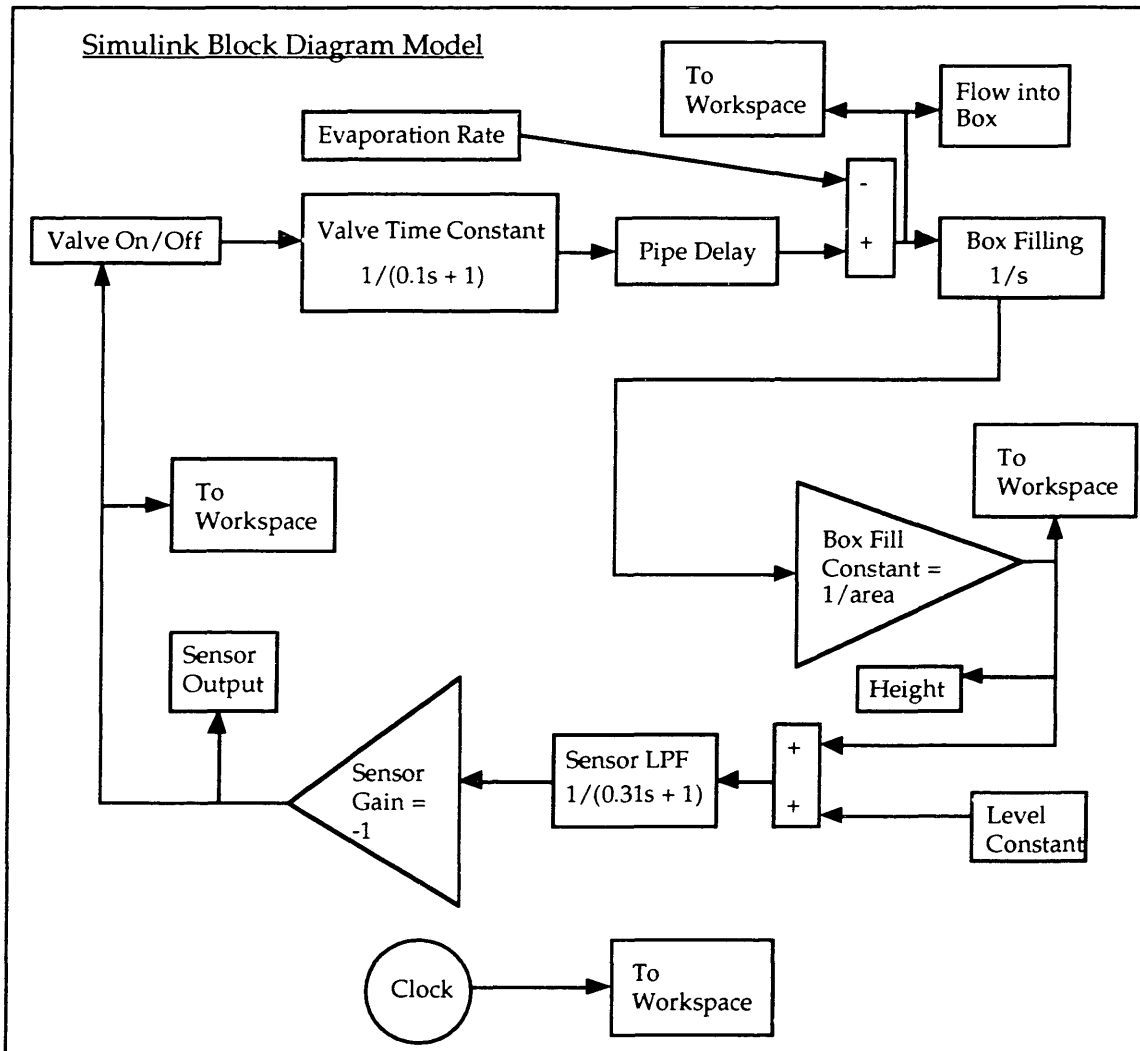 Simulink Block Diagram Model
To
Workspace
Flow into
Box
Evaporation Rate
-
+
Valve On/Off
Valve Time Constant
1/(0.1s + 1)
Pipe Delay
Box Filling
1/s
To
Workspace
To
Workspace
Box Fill
Constant =
1/area
Sensor
Output
Height
Sensor
Gain =
-1
Sensor LPF
1/(0.31s + 1)
+
+
Level
Constant
Clock
To
Workspace